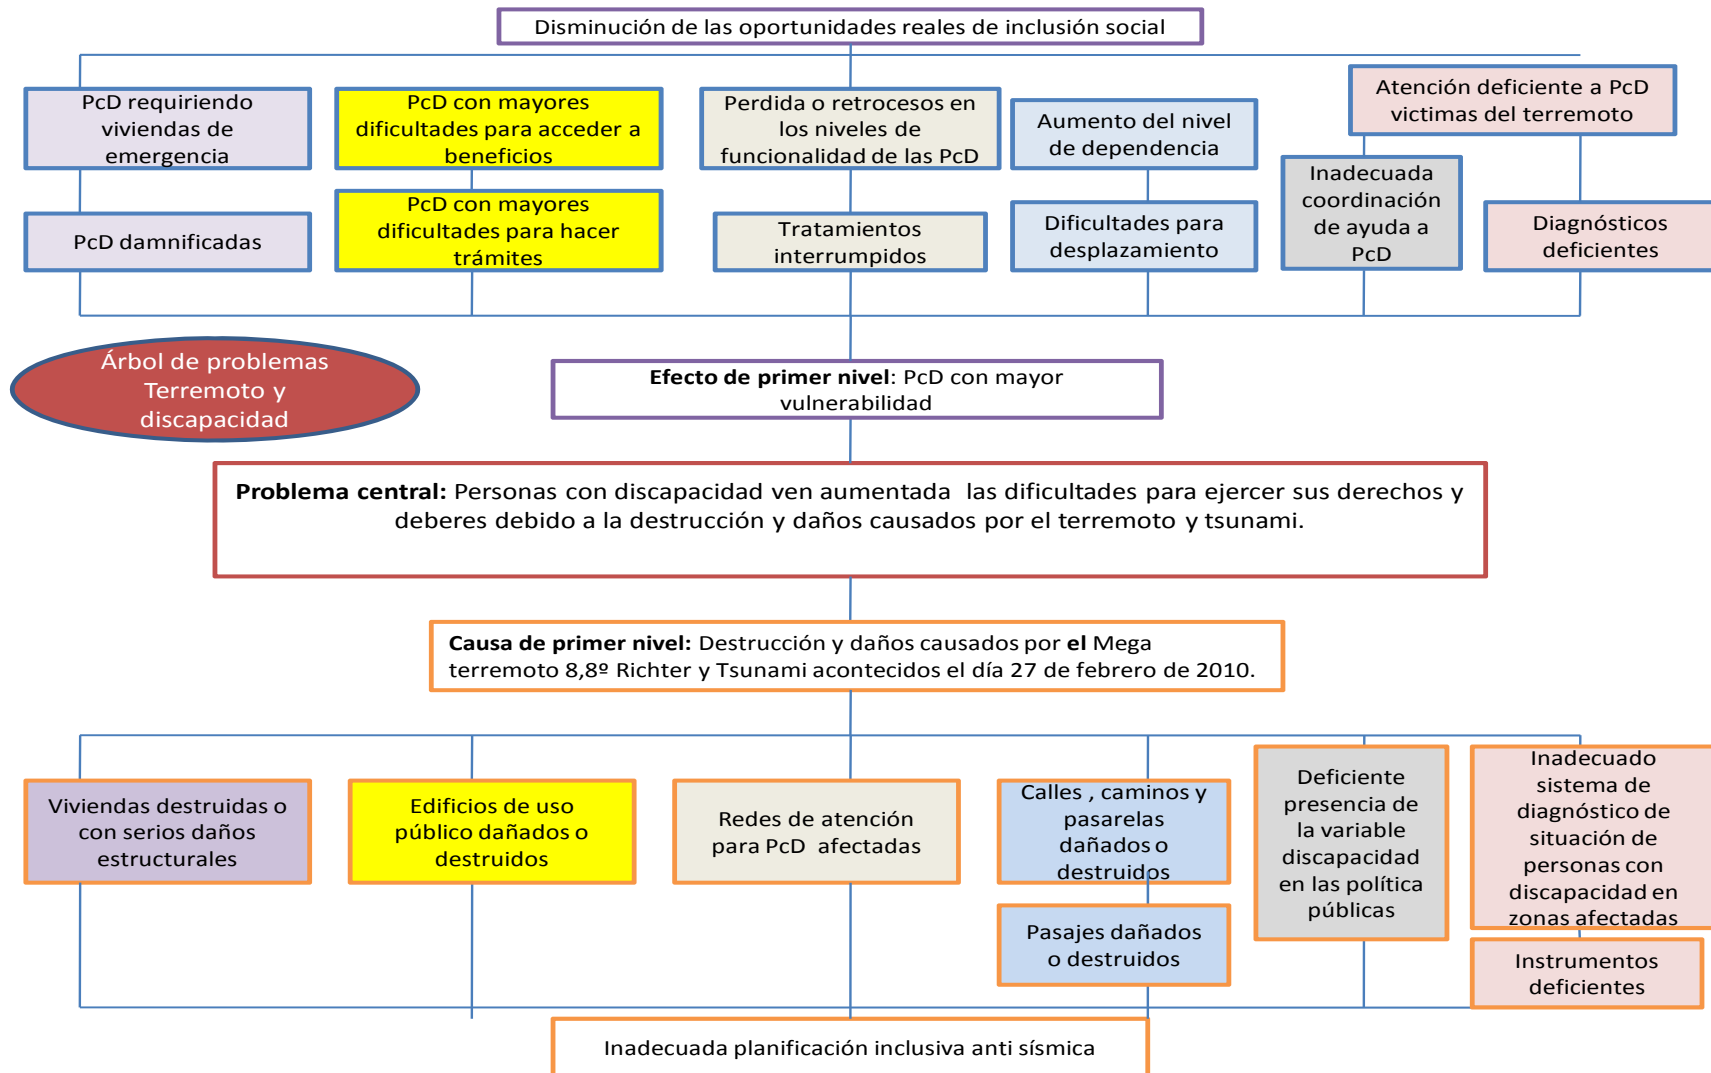 Disminución de las oportunidades reales de inclusión social
PcD requiriendo
viviendas de
emergencia
PcD con mayores
dificultades para acceder a
beneficios
Perdida o retrocesos en
los niveles de
funcionalidad de las PcD
Aumento del nivel
de dependencia
Atención deficiente a PcD
victimas del terremoto
PcD damnificadas
PcD con mayores
dificultades para hacer
trámites
Tratamientos
interrumpidos
Dificultades para
desplazamiento
Inadecuada
coordinación
de ayuda a
PcD
Diagnósticos
deficientes
Árbol de problemas
Terremoto y
discapacidad
Efecto de primer nivel: PcD con mayor
vulnerabilidad
Problema central: Personas con discapacidad ven aumentada las dificultades para ejercer sus derechos y
deberes debido a la destrucción y daños causados por el terremoto y tsunami.
Causa de primer nivel: Destrucción y daños causados por el Mega
terremoto 8,8º Richter y Tsunami acontecidos el día 27 de febrero de 2010.
Viviendas destruidas o
con serios daños
estructurales
Edificios de uso
público dañados o
destruidos
Redes de atención
para PcD afectadas
Calles , caminos y
pasarelas
dañados o
destruidos
Pasajes dañados
o destruidos
Deficiente
presencia de
la variable
discapacidad
en las política
públicas
Inadecuado
sistema de
diagnóstico de
situación de
personas con
discapacidad en
zonas afectadas
Instrumentos
deficientes
Inadecuada planificación inclusiva anti sísmica